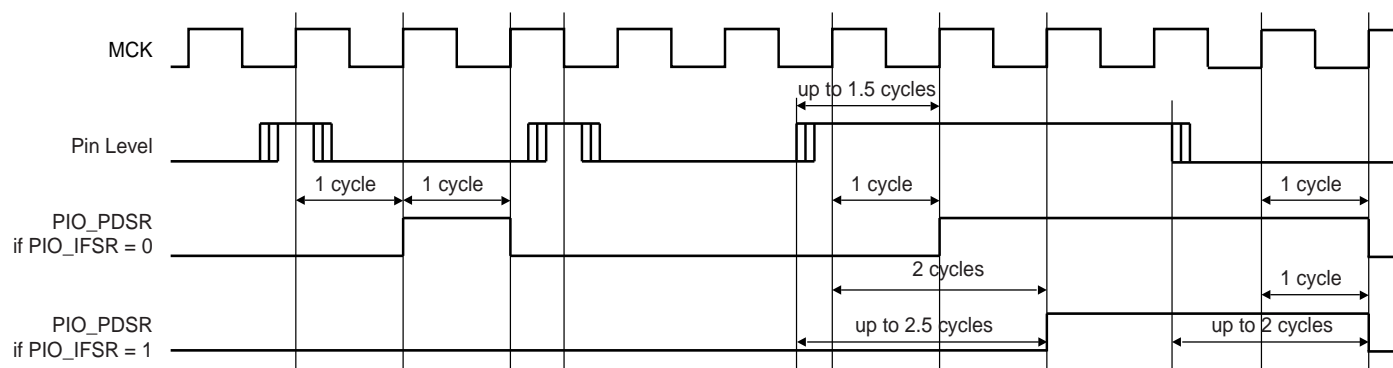 MCK
up to 1.5 cycles
Pin Level
1 cycle
1 cycle
1 cycle
1 cycle
PIO_PDSR
if PIO_IFSR = 0
2 cycles
1 cycle
PIO_PDSR
if PIO_IFSR = 1
up to 2.5 cycles
up to 2 cycles